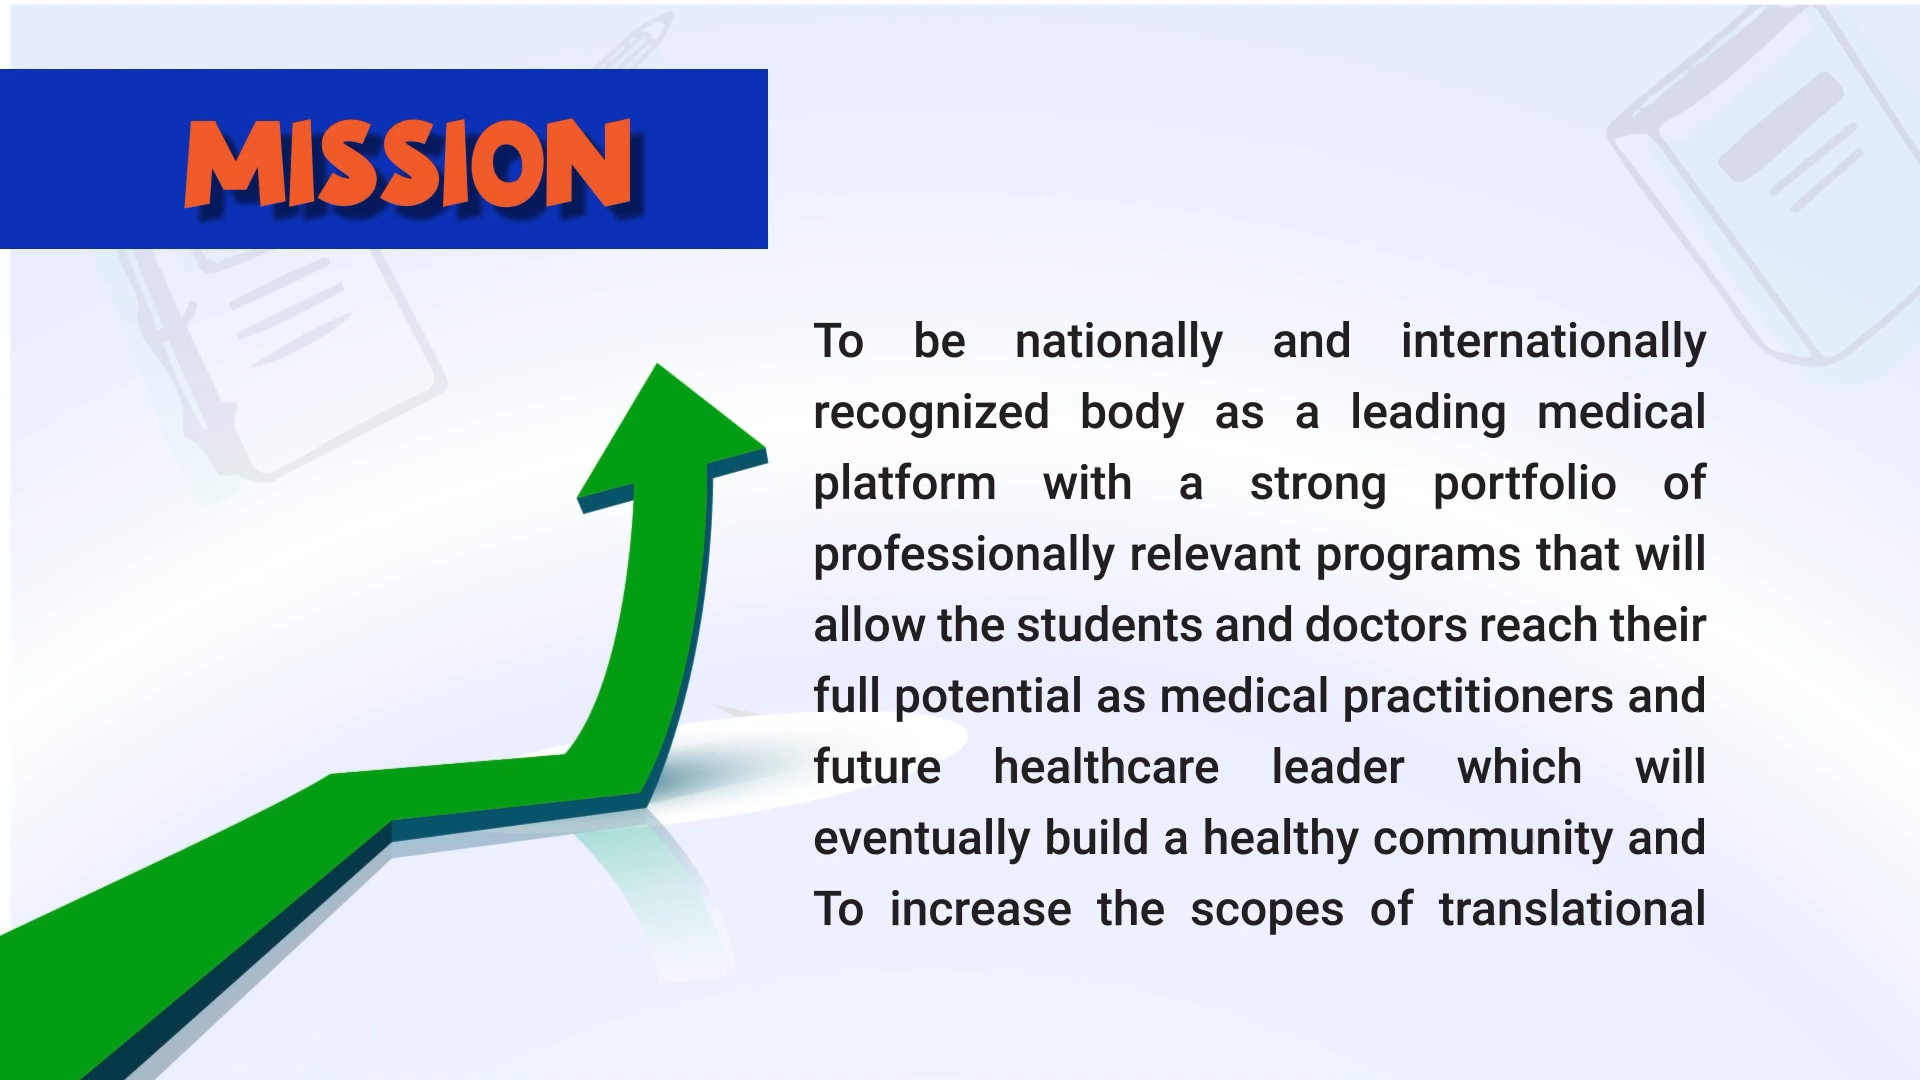 MISSION
To be nationally and internationally
recognized body as a leading medical
platform with a strong portfolio of
professionally relevant programs that will
allow the students and doctors reach their
full potential as medical practitioners and
future healthcare leader which will
eventually build a healthy community and
To increase the scopes of translational